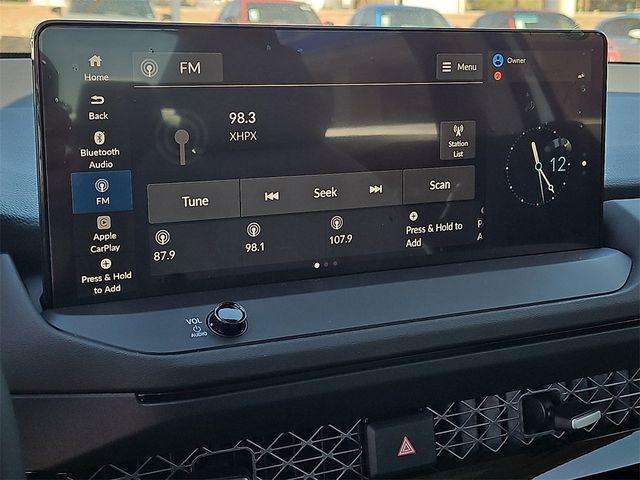 Home
FM
Menu
Owner
2
Back
98.3
XHPX
Bluetooth
Audio
Station
List
12
FM
Tune
Seek
Scan
Apple
CarPlay
87.9
98.1
107.9
Press & Hold to
Add
Press & Hold
to Add
VOL
AUDIO